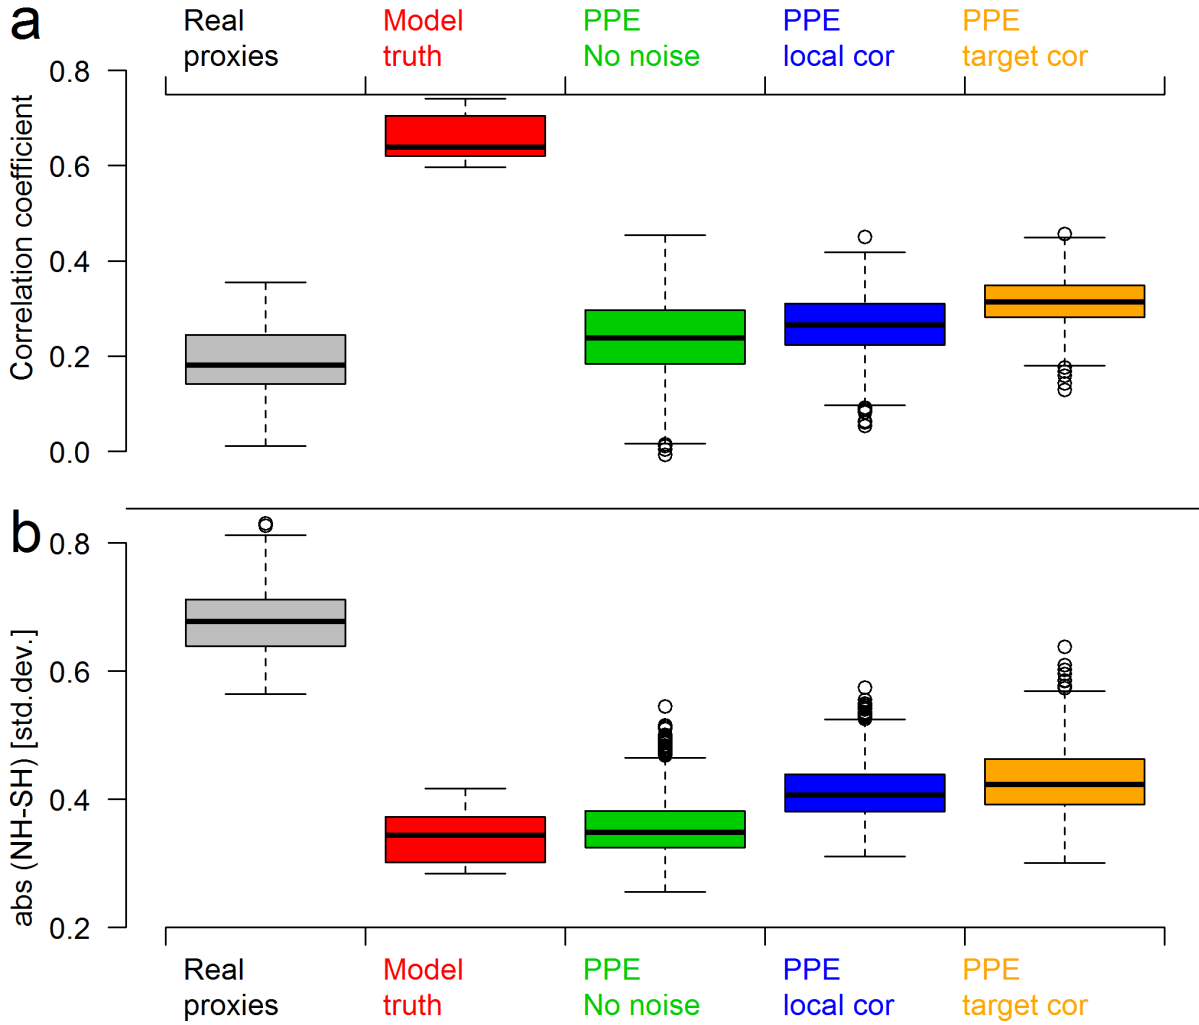 a
Real Model PPE PPE PPE
proxies truth No noise local cor target cor
Correlation coefficient
0.8
0.6
0.4
0.2
0.0
b
abs (NH-SH) [std.dev.]
0.8
0.6
0.4
0.2
Real Model PPE PPE PPE
proxies truth No noise local cor target cor